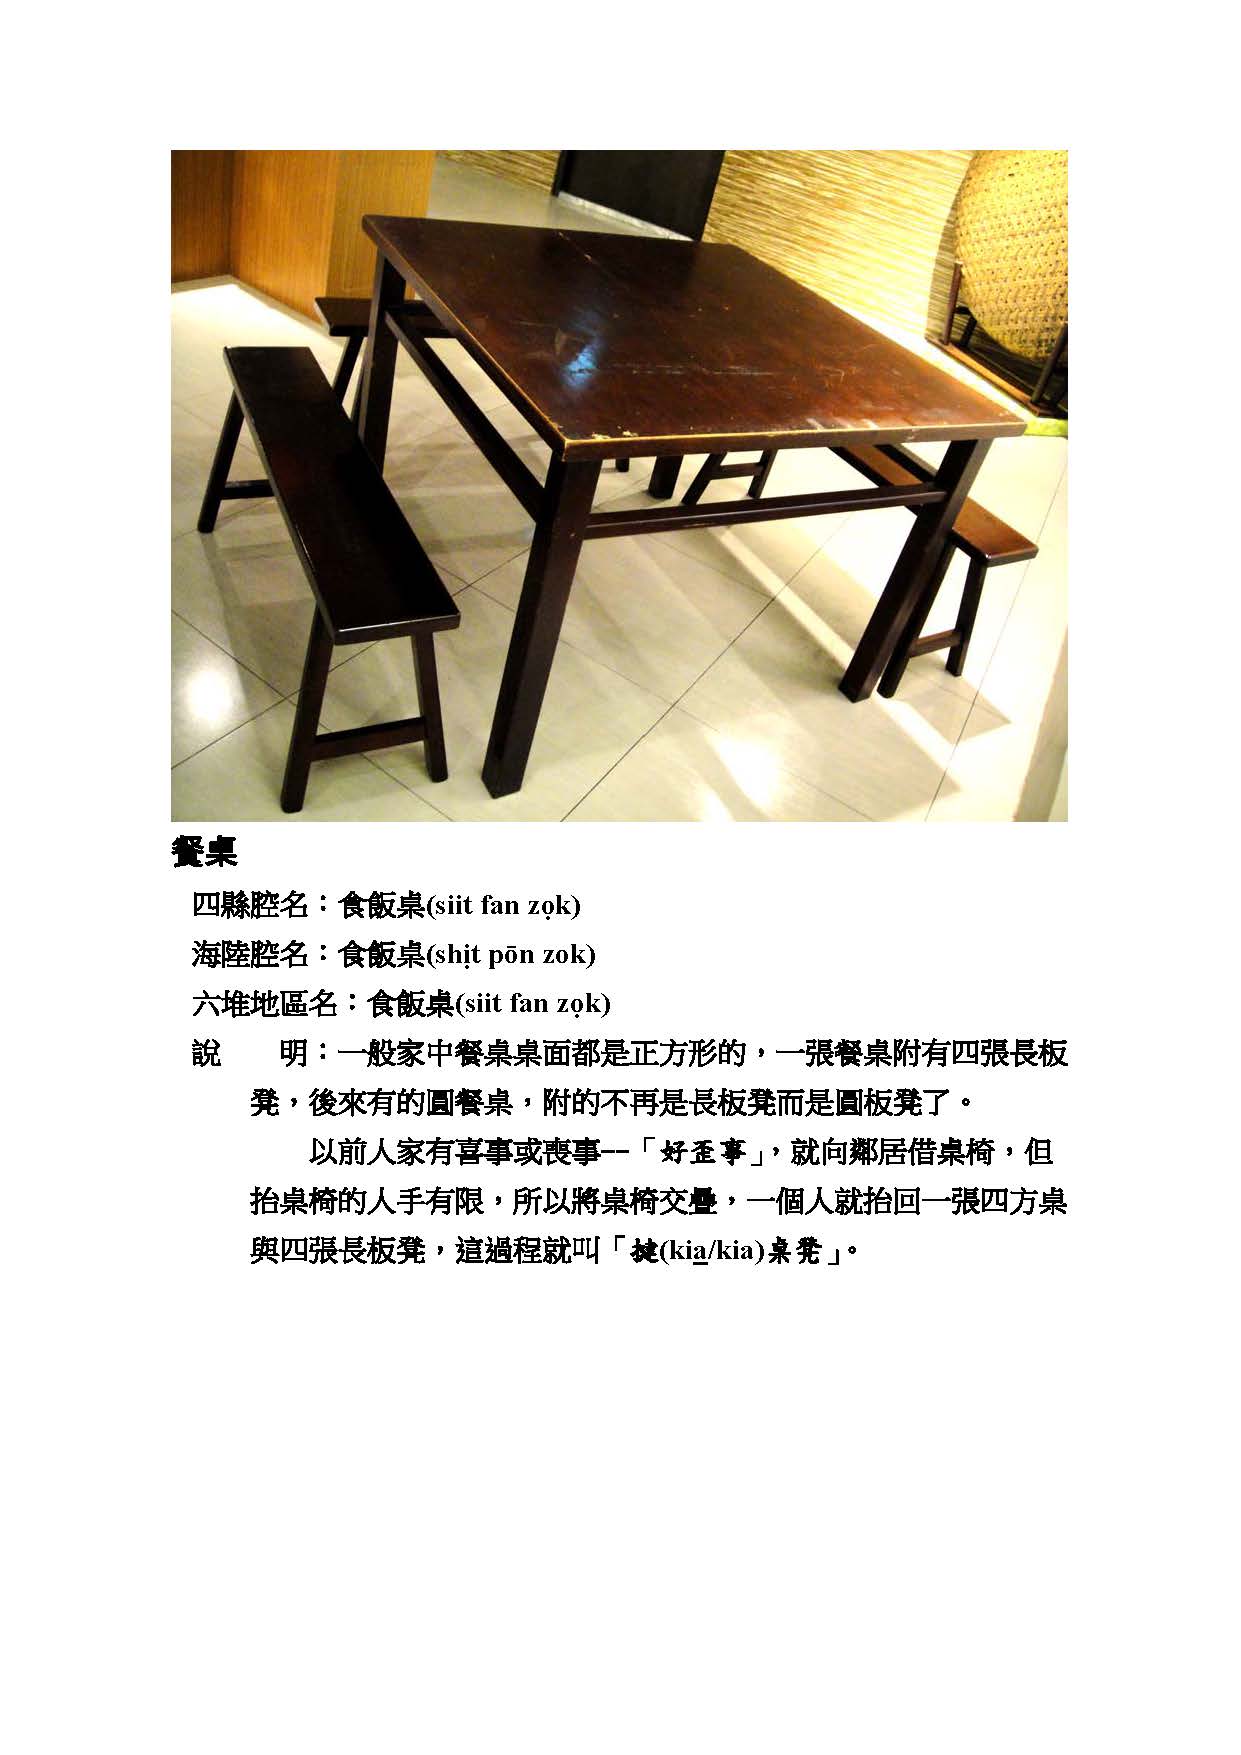 餐桌
四縣腔名：食飯桌(siit fan zọk)
海陸腔名：食飯桌(shịt pōn zok)
六堆地區名：食飯桌(siit fan zọk)
說　　明：一般家中餐桌桌面都是正方形的，一張餐桌附有四張長板
凳，後來有的圓餐桌，附的不再是長板凳而是圓板凳了。
以前人家有喜事或喪事--「好歪事」，就向鄰居借桌椅，但
抬桌椅的人手有限，所以將桌椅交疊，一個人就抬回一張四方桌
與四張長板凳，這過程就叫「揵(kia̲/kia)桌凳」。